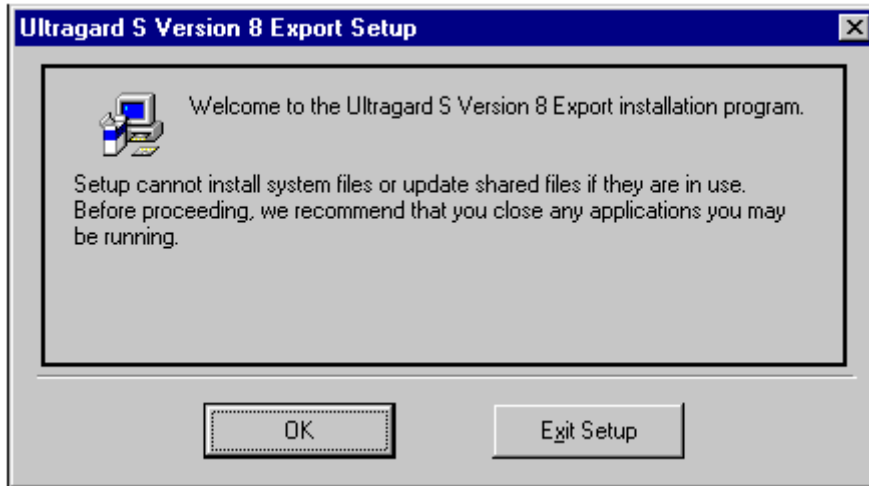 Ultragard S Version 8 Export Setup
Welcome to the Ultragard S Version 8 Export installation program.
Setup cannot install system files or update shared files if they are in use.
Before proceeding, we recommend that you close any applications you may
be running.
OK
Exit Setup